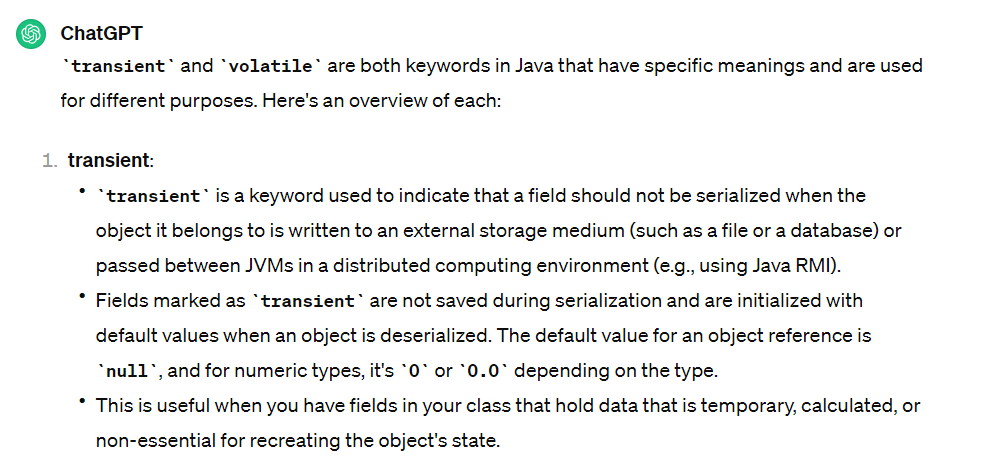 ChatGPT
`transient` and `volatile` are both keywords in Java that have specific meanings and are used
for different purposes. Here's an overview of each:
1. transient:
• `transient` is a keyword used to indicate that a field should not be serialized when the
object it belongs to is written to an external storage medium (such as a file or a database) or
passed between JVMs in a distributed computing environment (e.g., using Java RMI).
• Fields marked as `transient` are not saved during serialization and are initialized with
default values when an object is deserialized. The default value for an object reference is
`null`, and for numeric types, it's `0` or `0.0` depending on the type.
• This is useful when you have fields in your class that hold data that is temporary, calculated, or
non-essential for recreating the object's state.